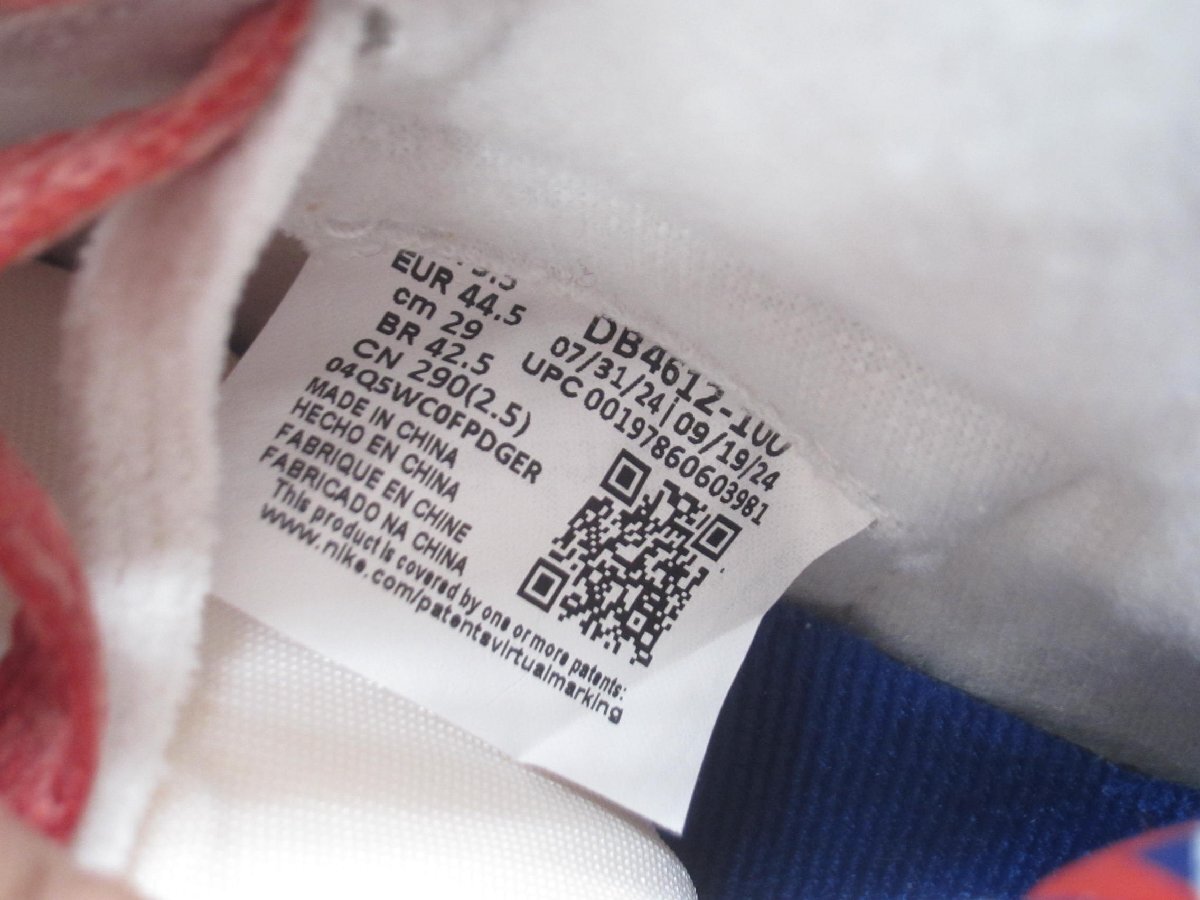 EUR 44.5
cm 29
BR 42.5
CN 290(2.5)
04Q5WC0FPDGER
MADE IN CHINA
HECHO EN CHINA
FABRIQUE EN CHINE
FABRICADO NA CHINA
This product is covered by one or more patents:
www.nike.com/patentsvirtualmarking
DB4612-100
07/31/24|09/19/24
UPC 00197860603981